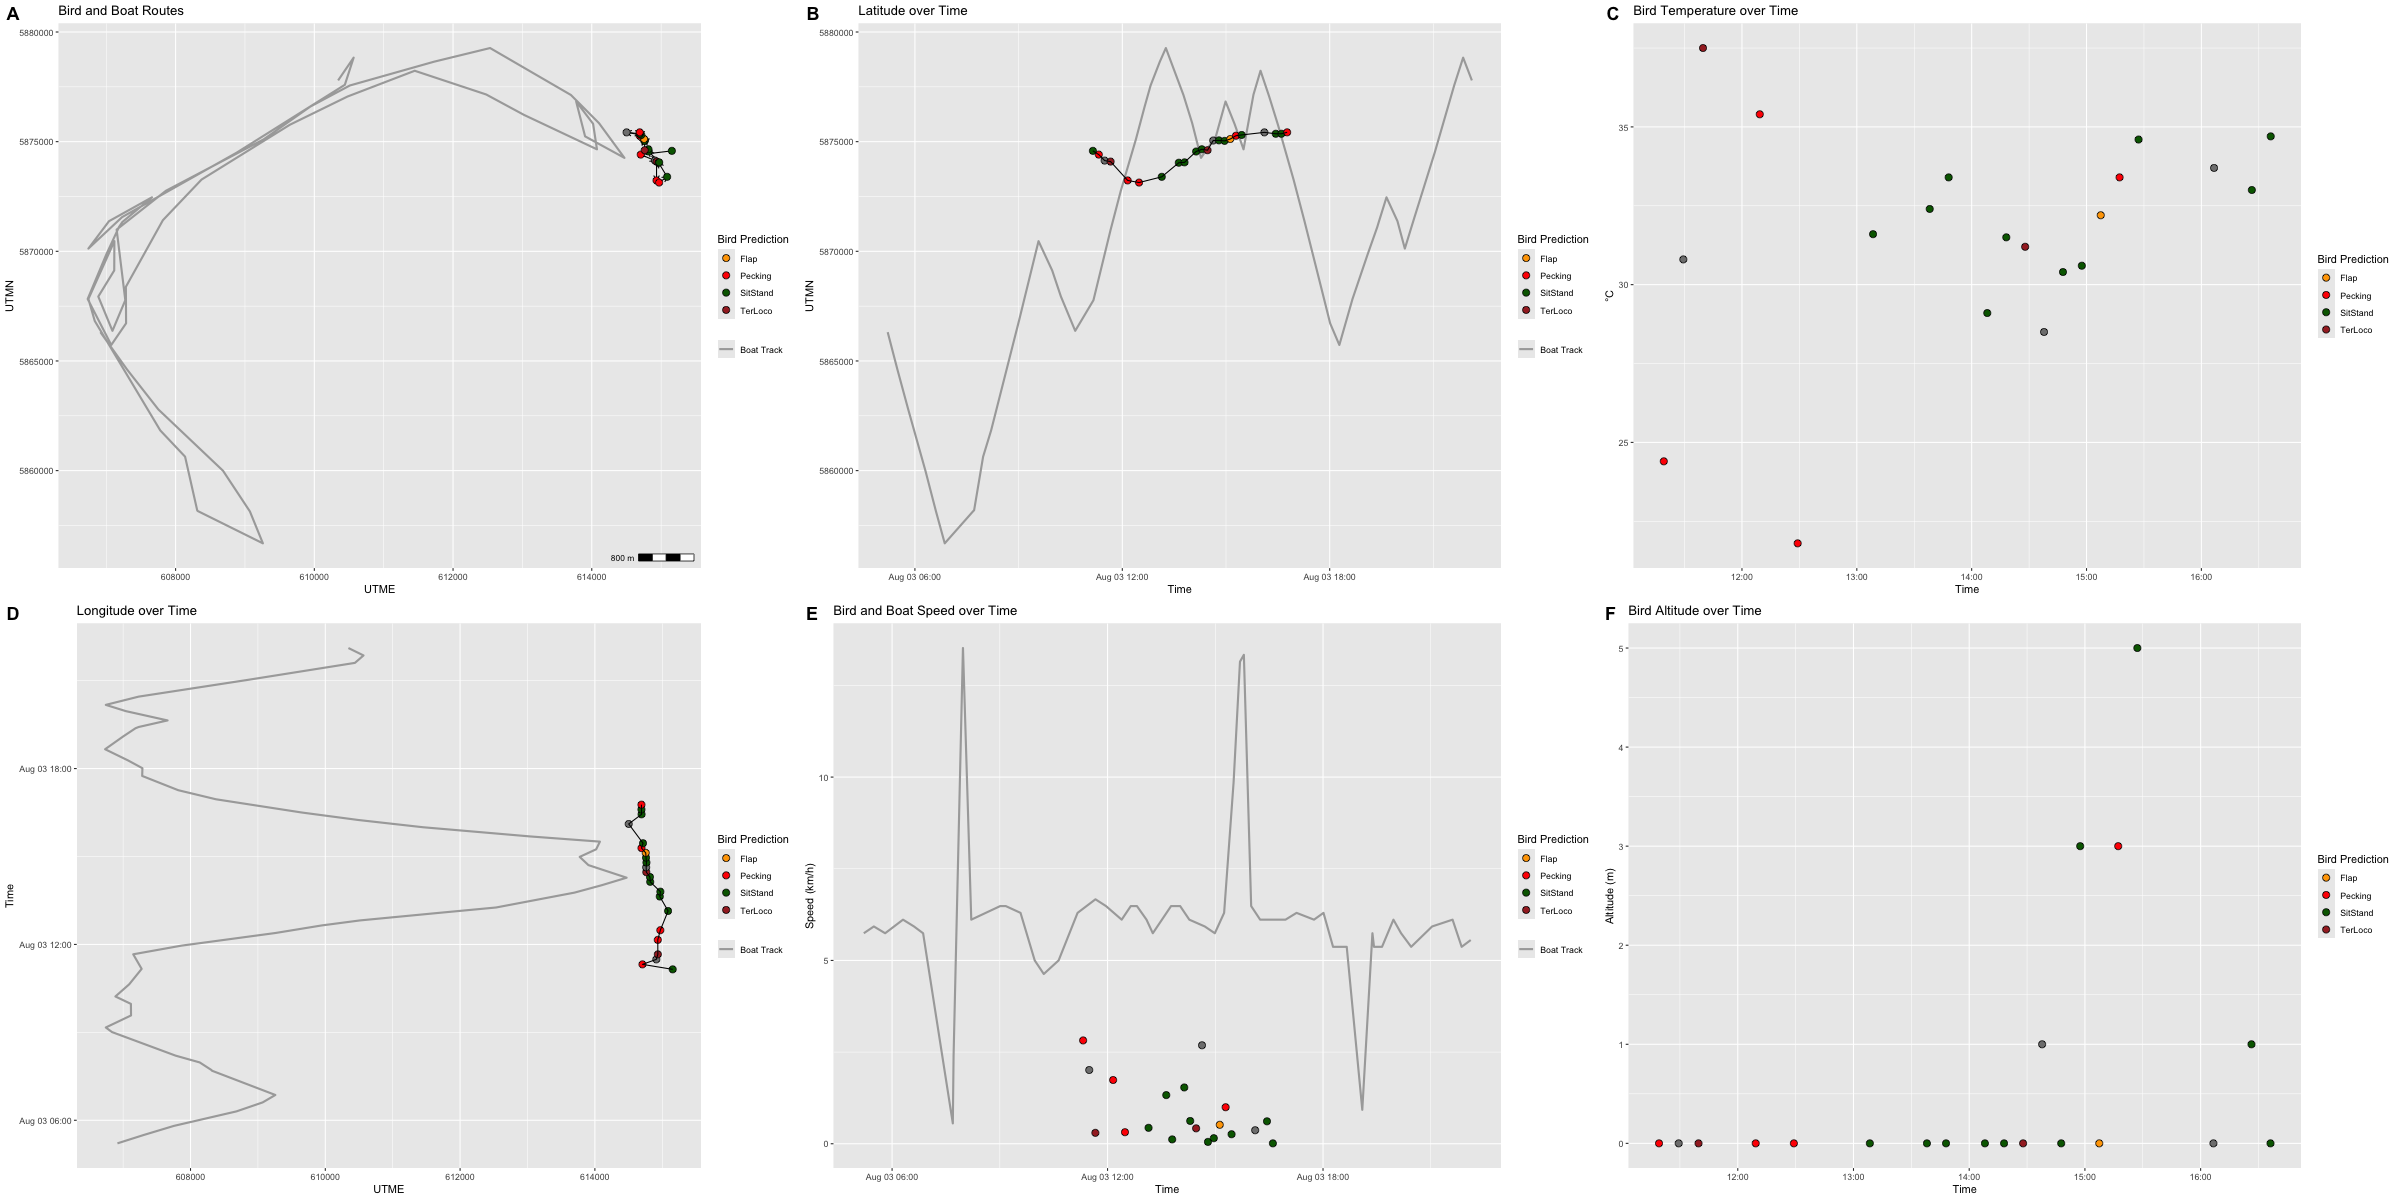 A Bird and Boat Routes
5880000
5875000
5870000
5865000
5860000
UTMN
608000 610000 612000 614000
UTME
800 m
Bird Prediction
Flap
Pecking
SitStand
TerLoco
Boat Track
B Latitude over Time
5880000
5875000
5870000
5865000
5860000
UTMN
Aug 03 06:00 Aug 03 12:00 Aug 03 18:00
Time
Bird Prediction
Flap
Pecking
SitStand
TerLoco
Boat Track
C Bird Temperature over Time
35
30
25
°C
12:00 13:00 14:00 15:00 16:00
Time
Bird Prediction
Flap
Pecking
SitStand
TerLoco
D Longitude over Time
Aug 03 18:00
Aug 03 12:00
Aug 03 06:00
Time
608000 610000 612000 614000
UTME
Bird Prediction
Flap
Pecking
SitStand
TerLoco
Boat Track
E Bird and Boat Speed over Time
10
5
0
Speed (km/h)
Aug 03 06:00 Aug 03 12:00 Aug 03 18:00
Time
Bird Prediction
Flap
Pecking
SitStand
TerLoco
Boat Track
F Bird Altitude over Time
5
4
3
2
1
0
Altitude (m)
12:00 13:00 14:00 15:00 16:00
Time
Bird Prediction
Flap
Pecking
SitStand
TerLoco